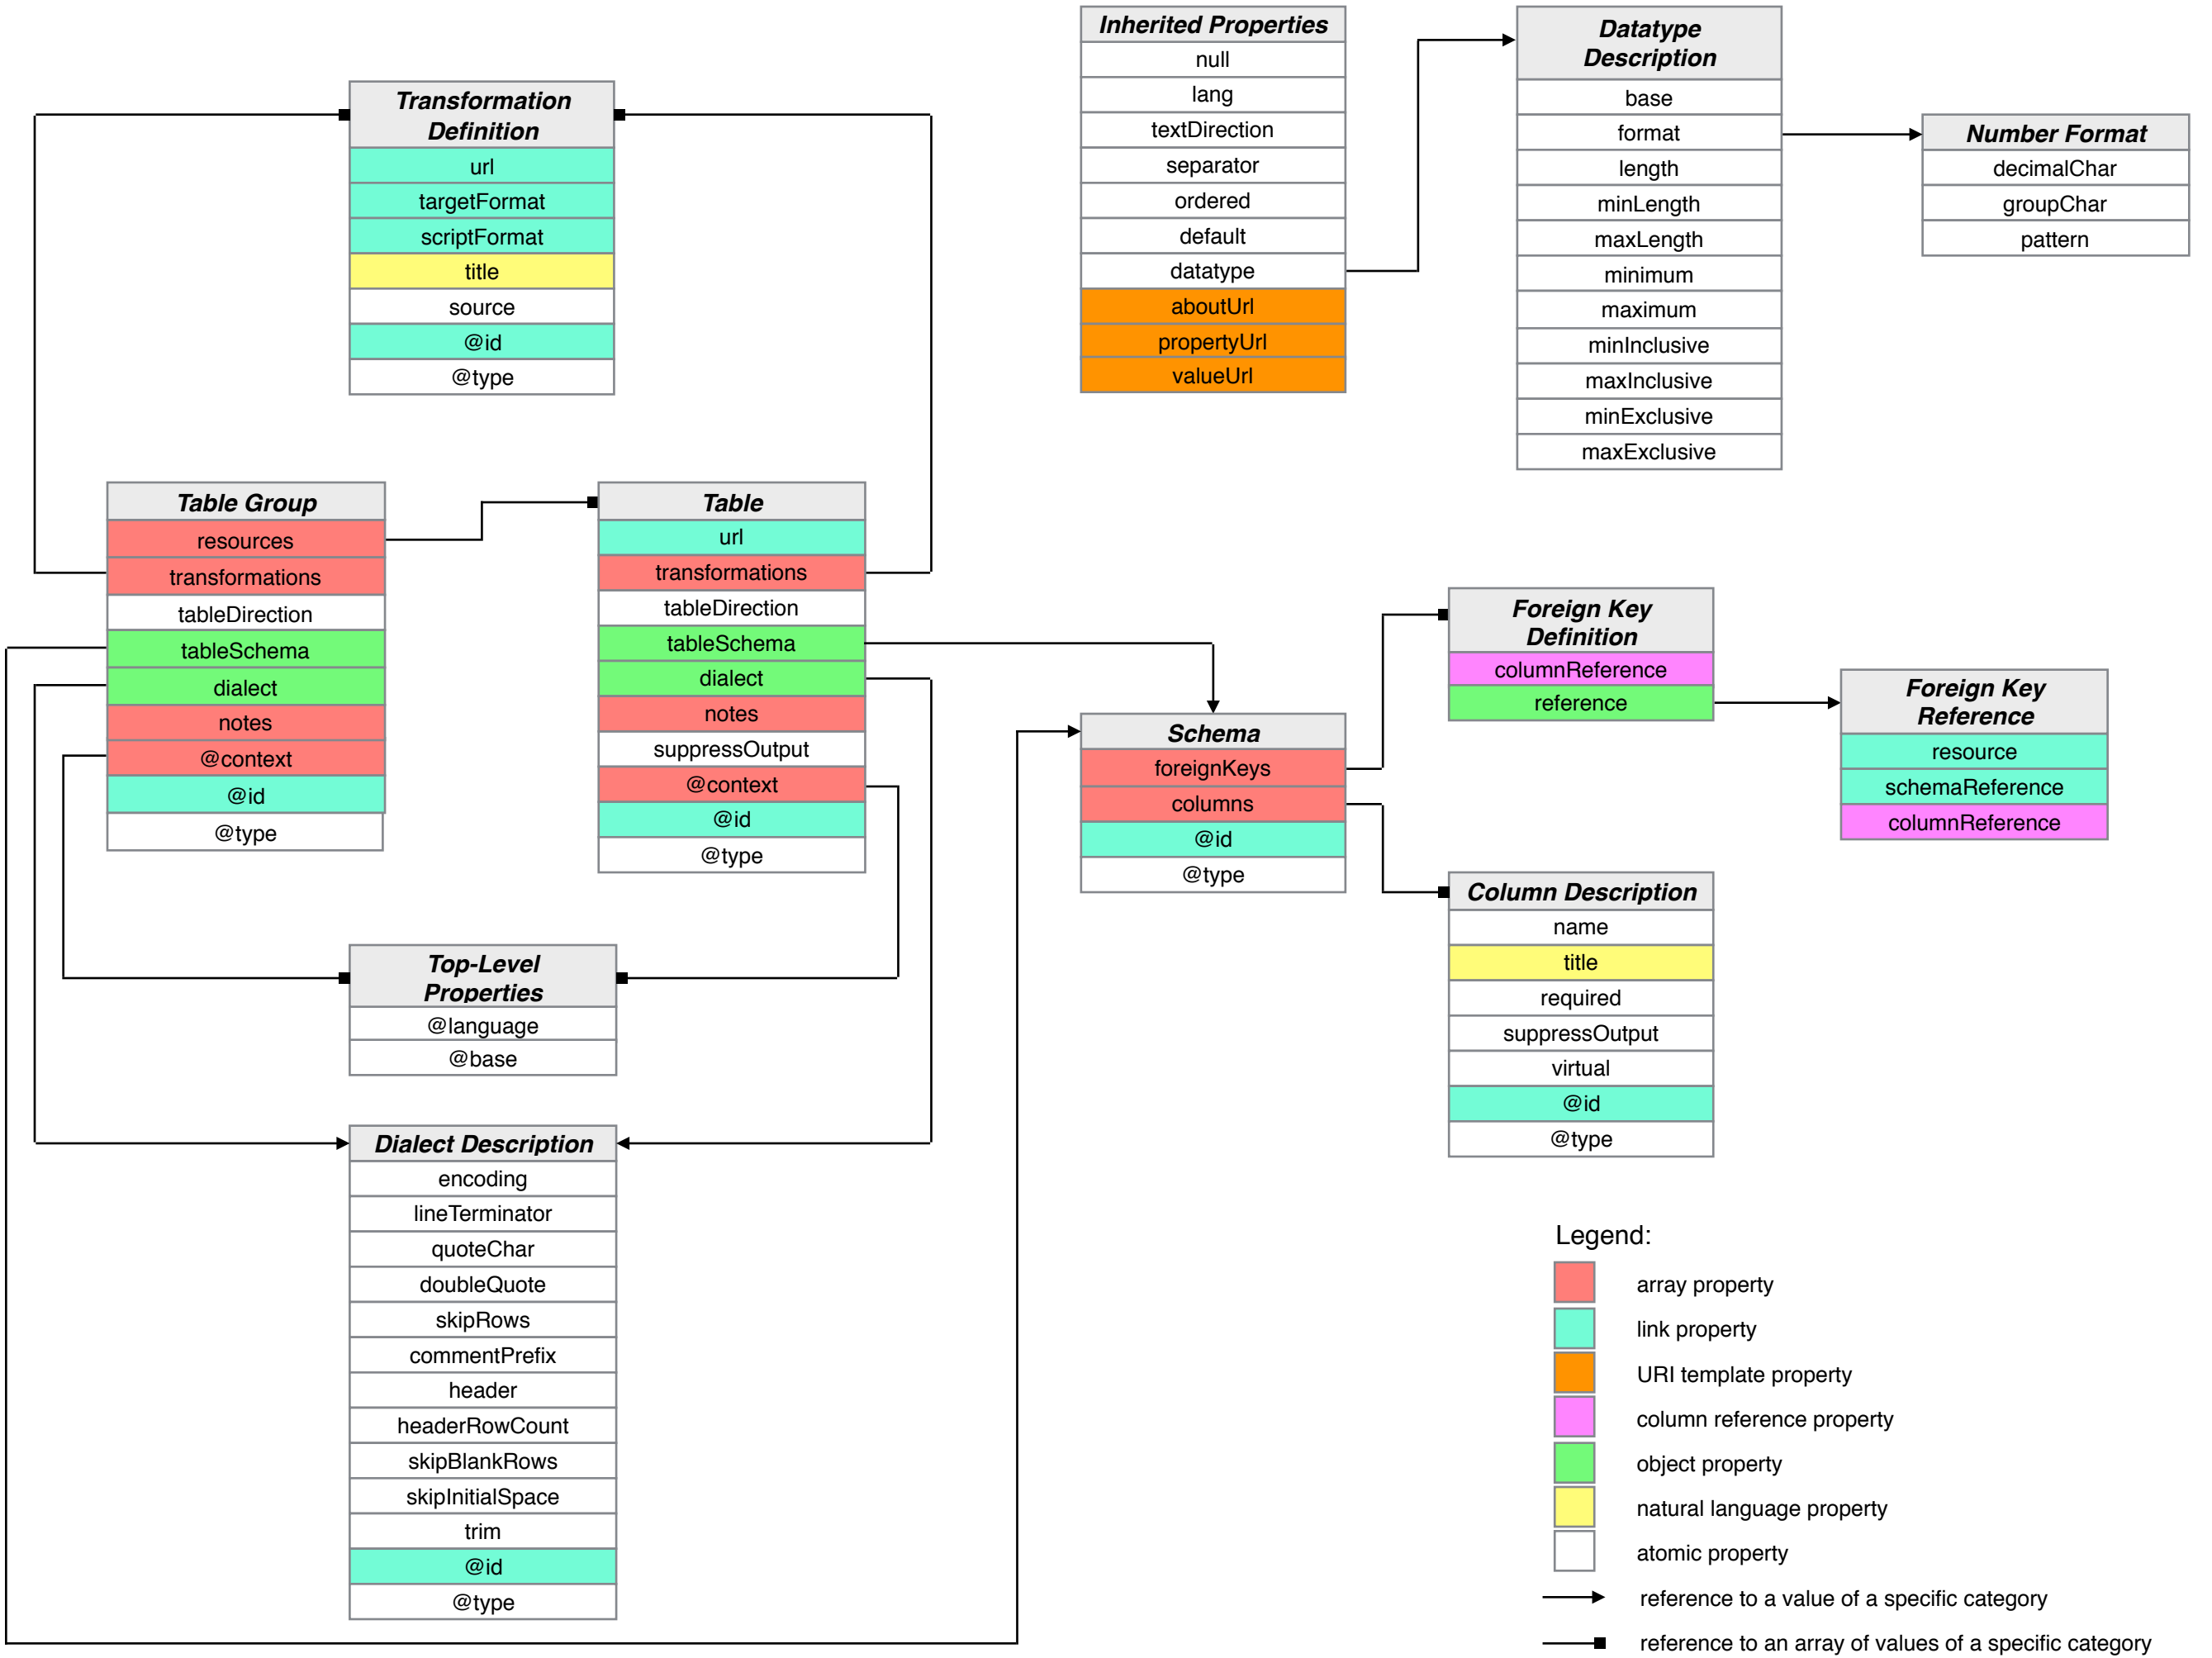 Transformation
Definition
url
targetFormat
scriptFormat
title
source
@id
@type
Inherited Properties
null
lang
textDirection
separator
ordered
default
datatype
aboutUrl
propertyUrl
valueUrl
Datatype
Description
base
format
length
minLength
maxLength
minimum
maximum
minInclusive
maxInclusive
minExclusive
maxExclusive
Number Format
decimalChar
groupChar
pattern
Table Group
resources
transformations
tableDirection
tableSchema
dialect
notes
@context
@id
@type
Table
url
transformations
tableDirection
tableSchema
dialect
notes
suppressOutput
@context
@id
@type
Schema
foreignKeys
columns
@id
@type
Foreign Key
Definition
columnReference
reference
Foreign Key
Reference
resource
schemaReference
columnReference
Column Description
name
title
required
suppressOutput
virtual
@id
@type
Top-Level
Properties
@language
@base
Dialect Description
encoding
lineTerminator
quoteChar
doubleQuote
skipRows
commentPrefix
header
headerRowCount
skipBlankRows
skipInitialSpace
trim
@id
@type
Legend:
array property
link property
URI template property
column reference property
object property
natural language property
atomic property
reference to a value of a specific category
reference to an array of values of a specific category